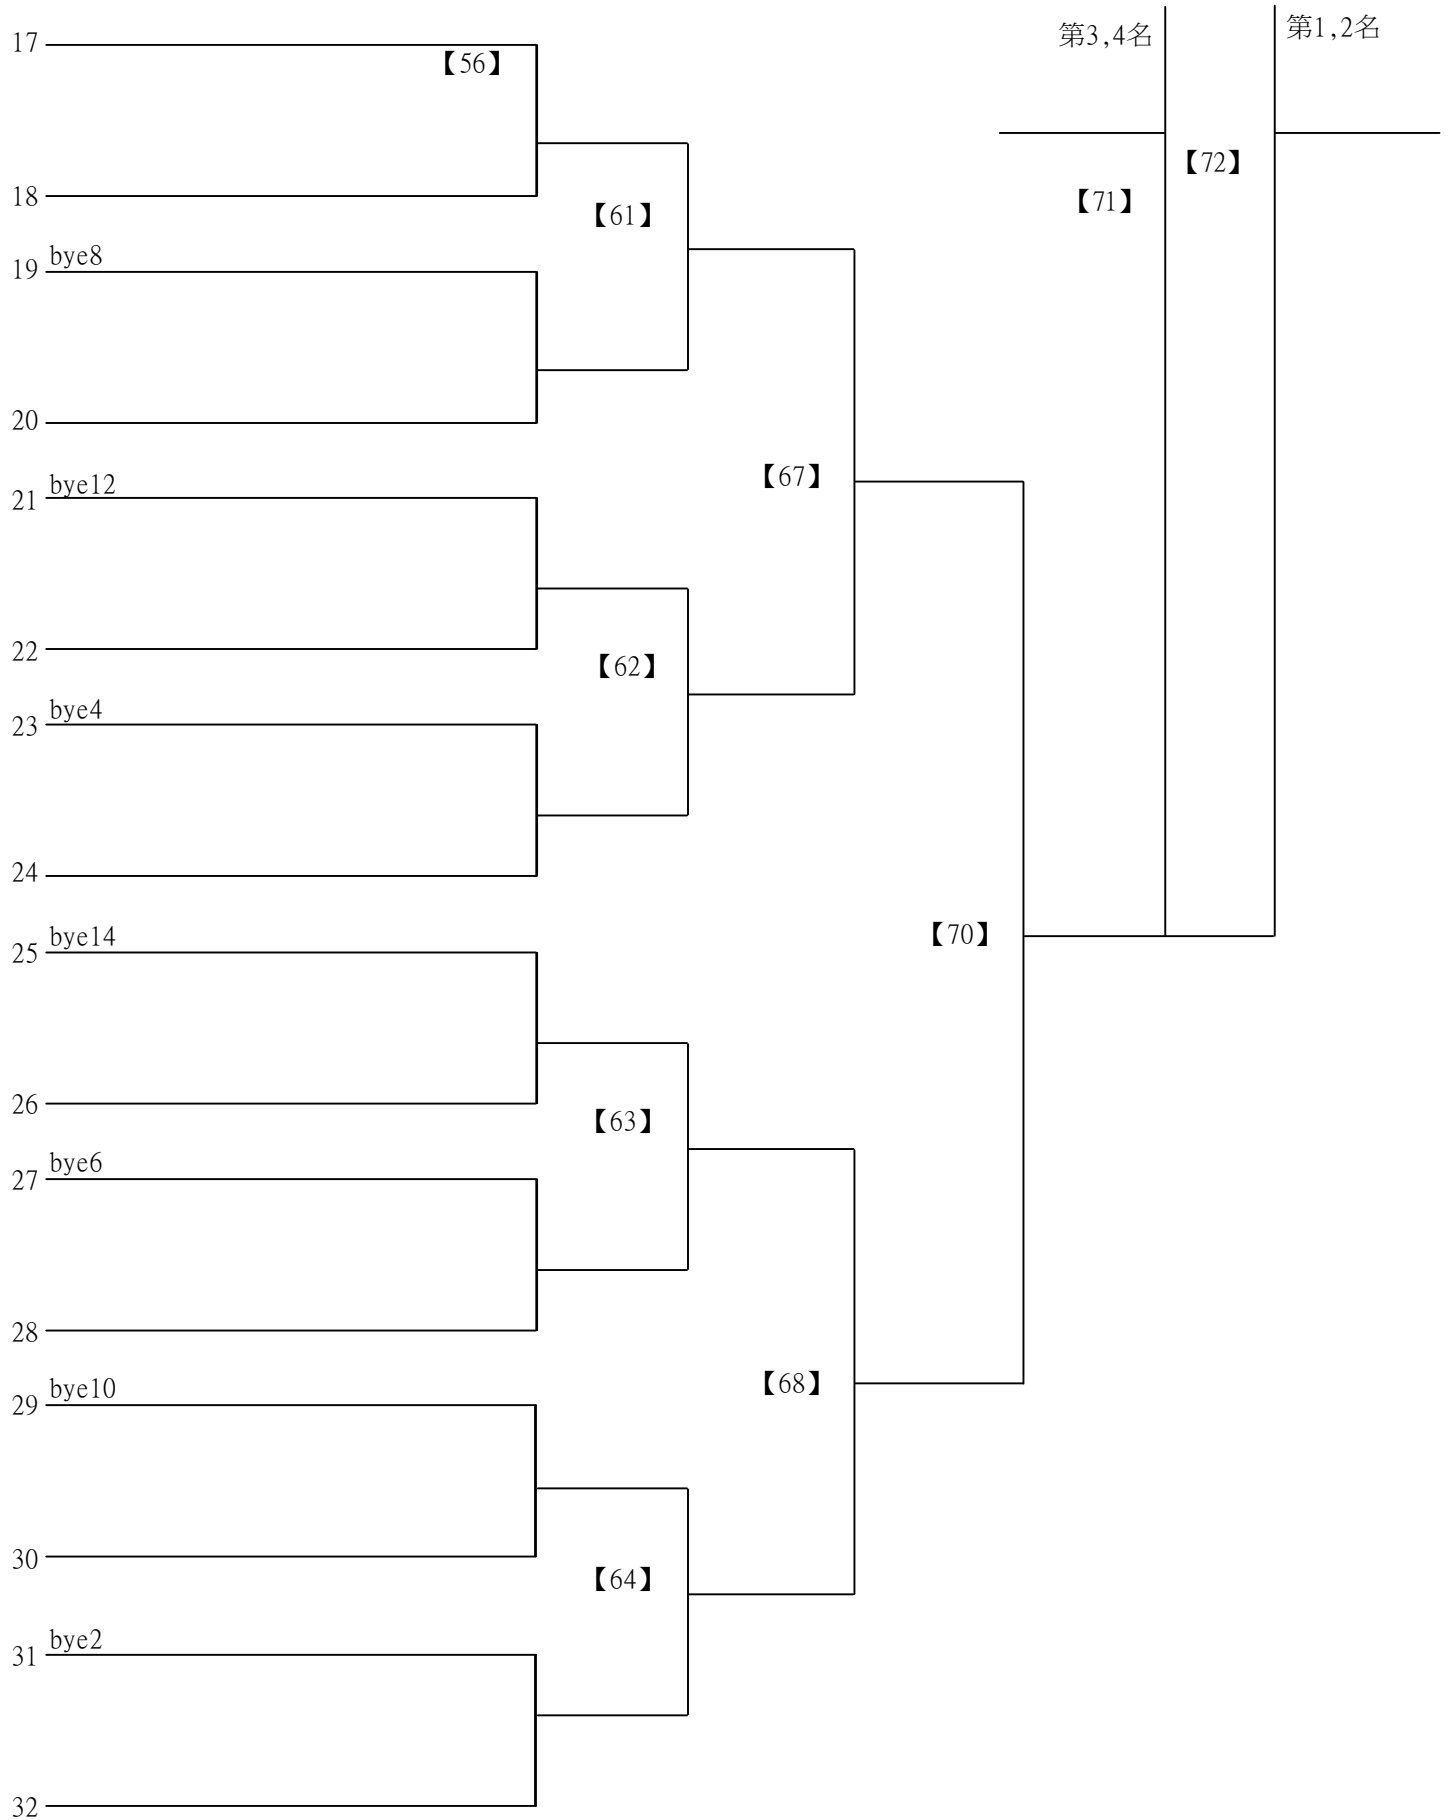 第3,4名
第1,2名
17
【56】
【72】
18
【71】
【61】
bye8
19
20
【67】
bye12
21
22
【62】
bye4
23
24
【70】
bye14
25
26
【63】
bye6
27
28
【68】
bye10
29
30
【64】
bye2
31
32